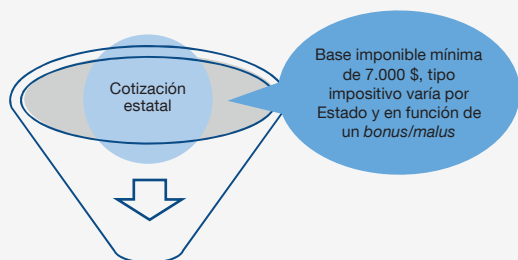 Cotización
estatal
Base imponible mínima
de 7.000 $, tipo
impositivo varía por
Estado y en función de
un bonus/malus